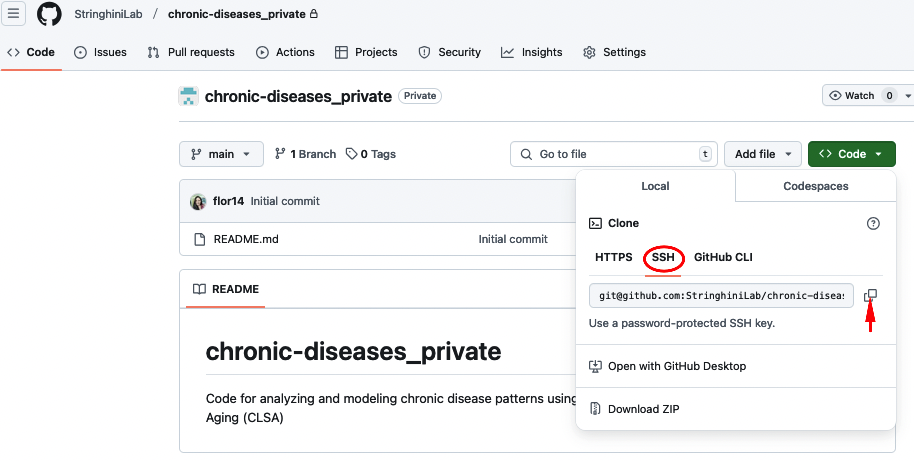 StringhiniLab / chronic-diseases_private
Code Issues Pull requests Actions Projects Security Insights Settings
chronic-diseases_private Private
Watch 0
main 1 Branch 0 Tags
Go to file t
Add file
Code
flor14 Initial commit
README.md Initial commit
README
chronic-diseases_private
Code for analyzing and modeling chronic disease patterns using
Aging (CLSA)
Local Codespaces
Clone
HTTPS SSH GitHub CLI
git@github.com:StringhiniLab/chronic-diseas
Use a password-protected SSH key.
Open with GitHub Desktop
Download ZIP